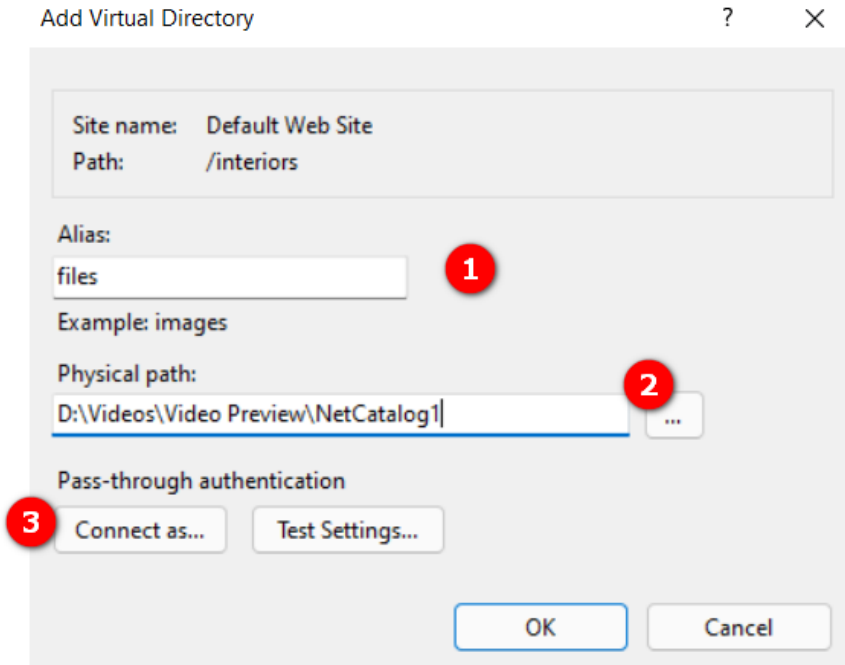 Add Virtual Directory ?
Site name: Default Web Site
Path: /interiors
Alias:
1
files
Example: images
Physical path:
2
D:\Videos\Video Preview\NetCatalog1
...
Pass-through authentication
3
Connect as... Test Settings...
OK Cancel